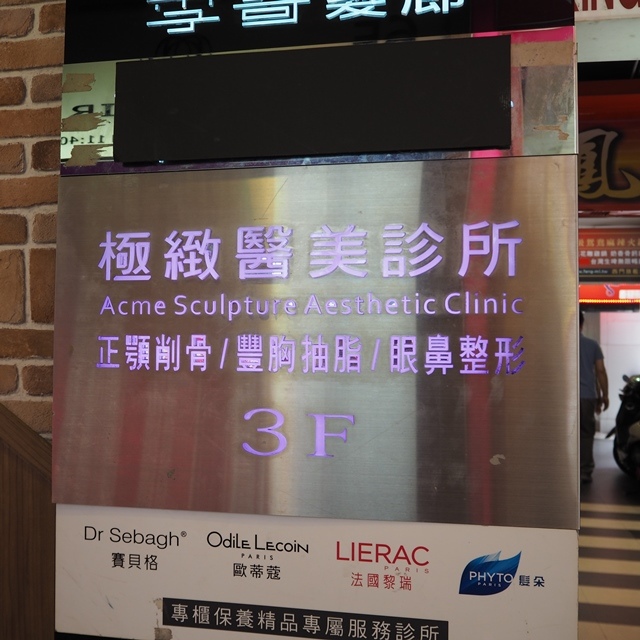 極緻醫美診所
Acme Sculpture Aesthetic Clinic
正顎削骨/豐胸抽脂/眼鼻整形
3F
Dr Sebagh®
賽貝格
Odile Lecoin
PARIS
歐蒂蔻
LIERAC
PARIS
法國黎瑞
PHYTO
PARIS
髮朵
專櫃保養精品專屬服務診所